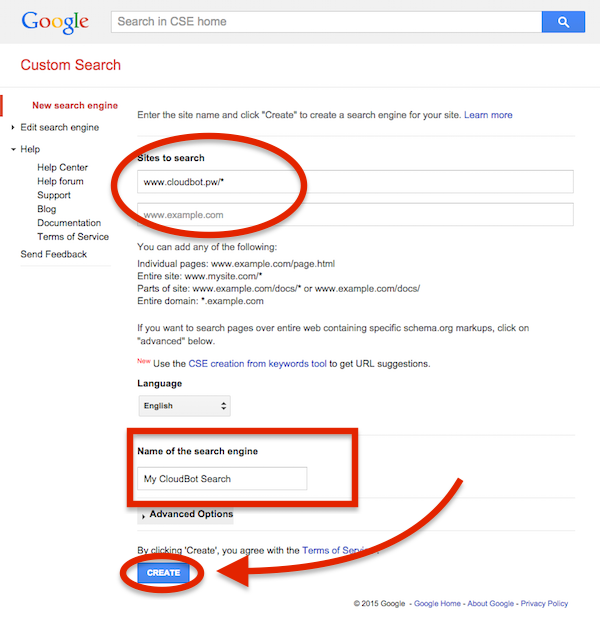 Google Search in CSE home
Custom Search
New search engine
Edit search engine
Help
Help Center
Help forum
Support
Blog
Documentation
Terms of Service
Send Feedback
Enter the site name and click "Create" to create a search engine for your site. Learn more
Sites to search
www.cloudbot.pw/*
www.example.com
You can add any of the following:
Individual pages: www.example.com/page.html
Entire site: www.mysite.com/*
Parts of site: www.example.com/docs/* or www.example.com/docs/
Entire domain: *.example.com
If you want to search pages over entire web containing specific schema.org markups, click on
"advanced" below.
New Use the CSE creation from keywords tool to get URL suggestions.
Language
English
Name of the search engine
My CloudBot Search
Advanced Options
By clicking 'Create', you agree with the Terms of Service.
CREATE
© 2015 Google - Google Home - About Google - Privacy Policy